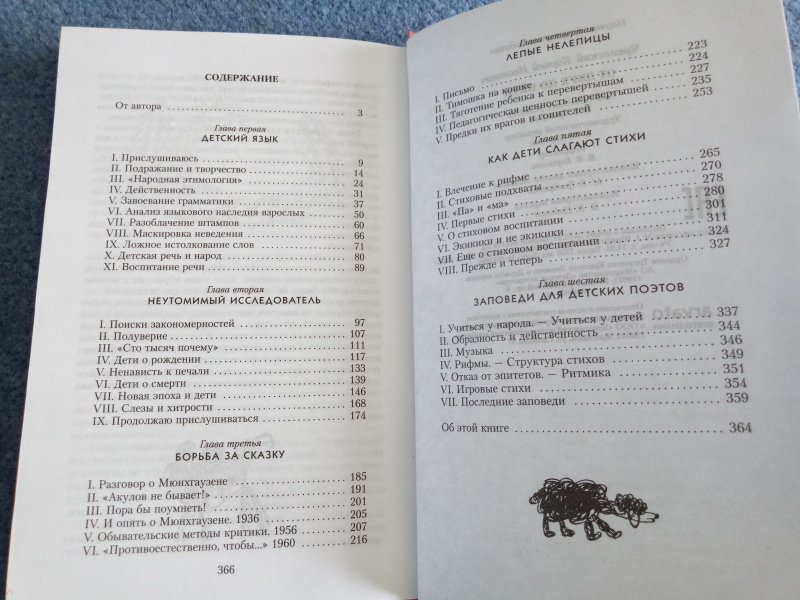 СОДЕРЖАНИЕ
От автора 3
Глава первая
ДЕТСКИЙ ЯЗЫК
I. Прислушиваюсь 9
II. Подражание и творчество 14
III. «Народная этимология» 24
IV. Действенность 31
V. Завоевание грамматики 37
VI. Анализ языкового наследия взрослых 50
VII. Разоблачение штампов 60
VIII. Маскировка неведения 66
IX. Ложное истолкование слов 71
X. Детская речь и народ 80
XI. Воспитание речи 89
Глава вторая
НЕУТОМИМЫЙ ИССЛЕДОВАТЕЛЬ
I. Поиски закономерностей 97
II. Полуверие 107
III. «Сто тысяч почему» 111
IV. Дети о рождении 117
V. Ненависть к печали 133
VI. Дети о смерти 139
VII. Новая эпоха и дети 146
VIII. Слезы и хитрости 168
IX. Продолжаю прислушиваться 174
Глава третья
БОРЬБА ЗА СКАЗКУ
I. Разговор о Мюнхгаузене 185
II. «Акулов не бывает!» 191
III. Пора бы поумнеть! 201
IV. И опять о Мюнхгаузене. 1936 205
V. Обывательские методы критики. 1956 207
VI. «Противоестественно, чтобы...» 1960 216
366
Глава четвертая
ЛЕПЫЕ НЕЛЕПИЦЫ
I. Письмо 223
II. Тимошка на кошке 224
III. Тяготение ребенка к перевертышам 227
IV. Педагогическая ценность перевертышей 235
V. Предки их врагов и гонителей 253
Глава пятая
КАК ДЕТИ СЛАГАЮТ СТИХИ
I. Влечение к рифме 265
II. Стиховые подхваты 270
III. «Па» и «ма» 278
IV. Первые стихи 280
V. О стиховом воспитании 301
VI. Экикики и не экикики 311
VII. Еще о стиховом воспитании 324
VIII. Прежде и теперь 327
Глава шестая
ЗАПОВЕДИ ДЛЯ ДЕТСКИХ ПОЭТОВ
I. Учиться у народа. — Учиться у детей 337
II. Образность и действенность 344
III. Музыка 346
IV. Рифмы. — Структура стихов 349
V. Отказ от эпитетов. — Ритмика 351
VI. Игровые стихи 354
VII. Последние заповеди 359
Об этой книге 364
arvato